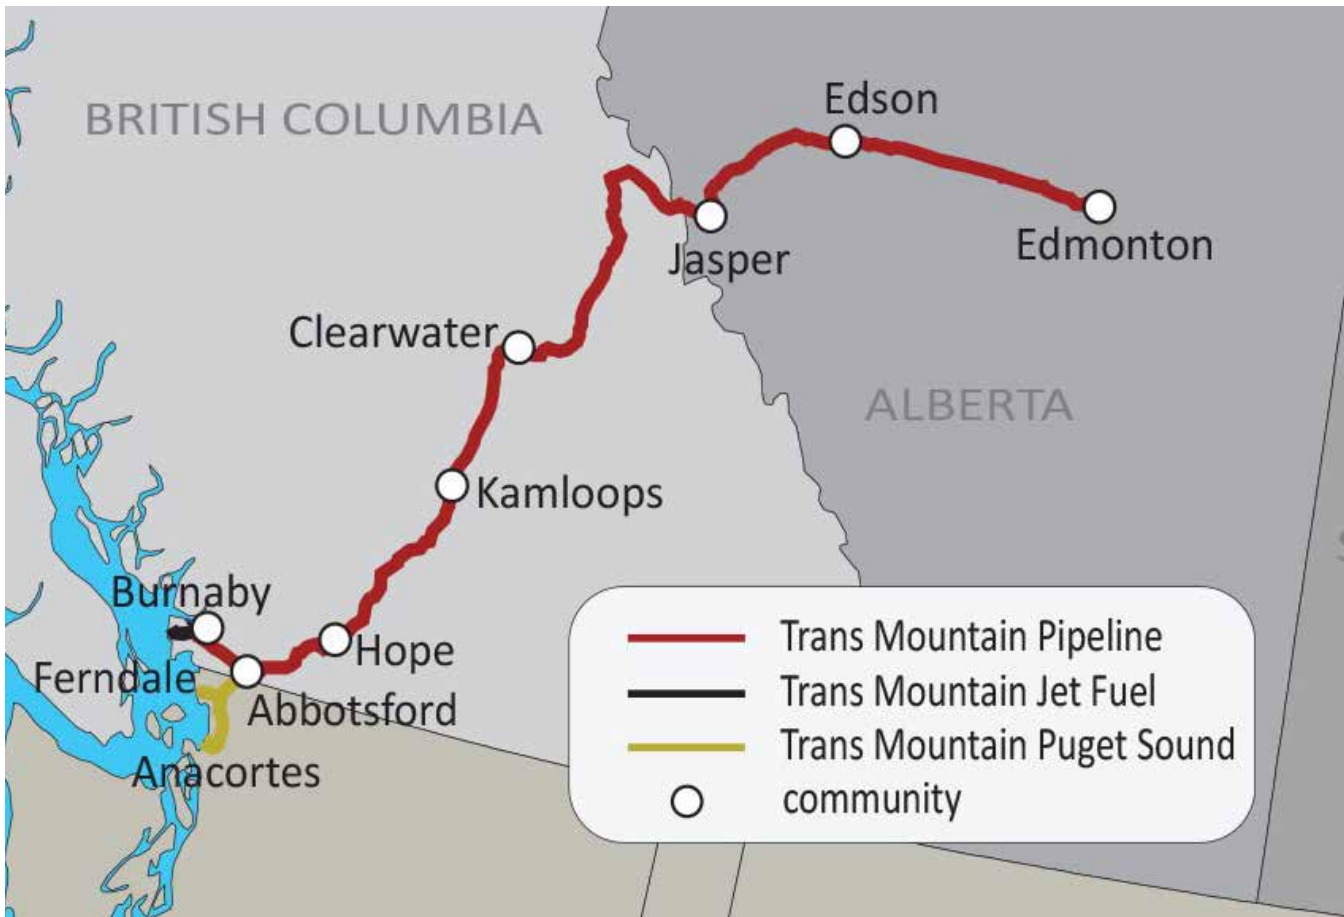 BRITISH COLUMBIA
Edson
Edmonton
Jasper
Clearwater
ALBERTA
Kamloops
Burnaby
Hope
Ferndale
Abbotsford
Anacortes
Trans Mountain Pipeline
Trans Mountain Jet Fuel
Trans Mountain Puget Sound
community